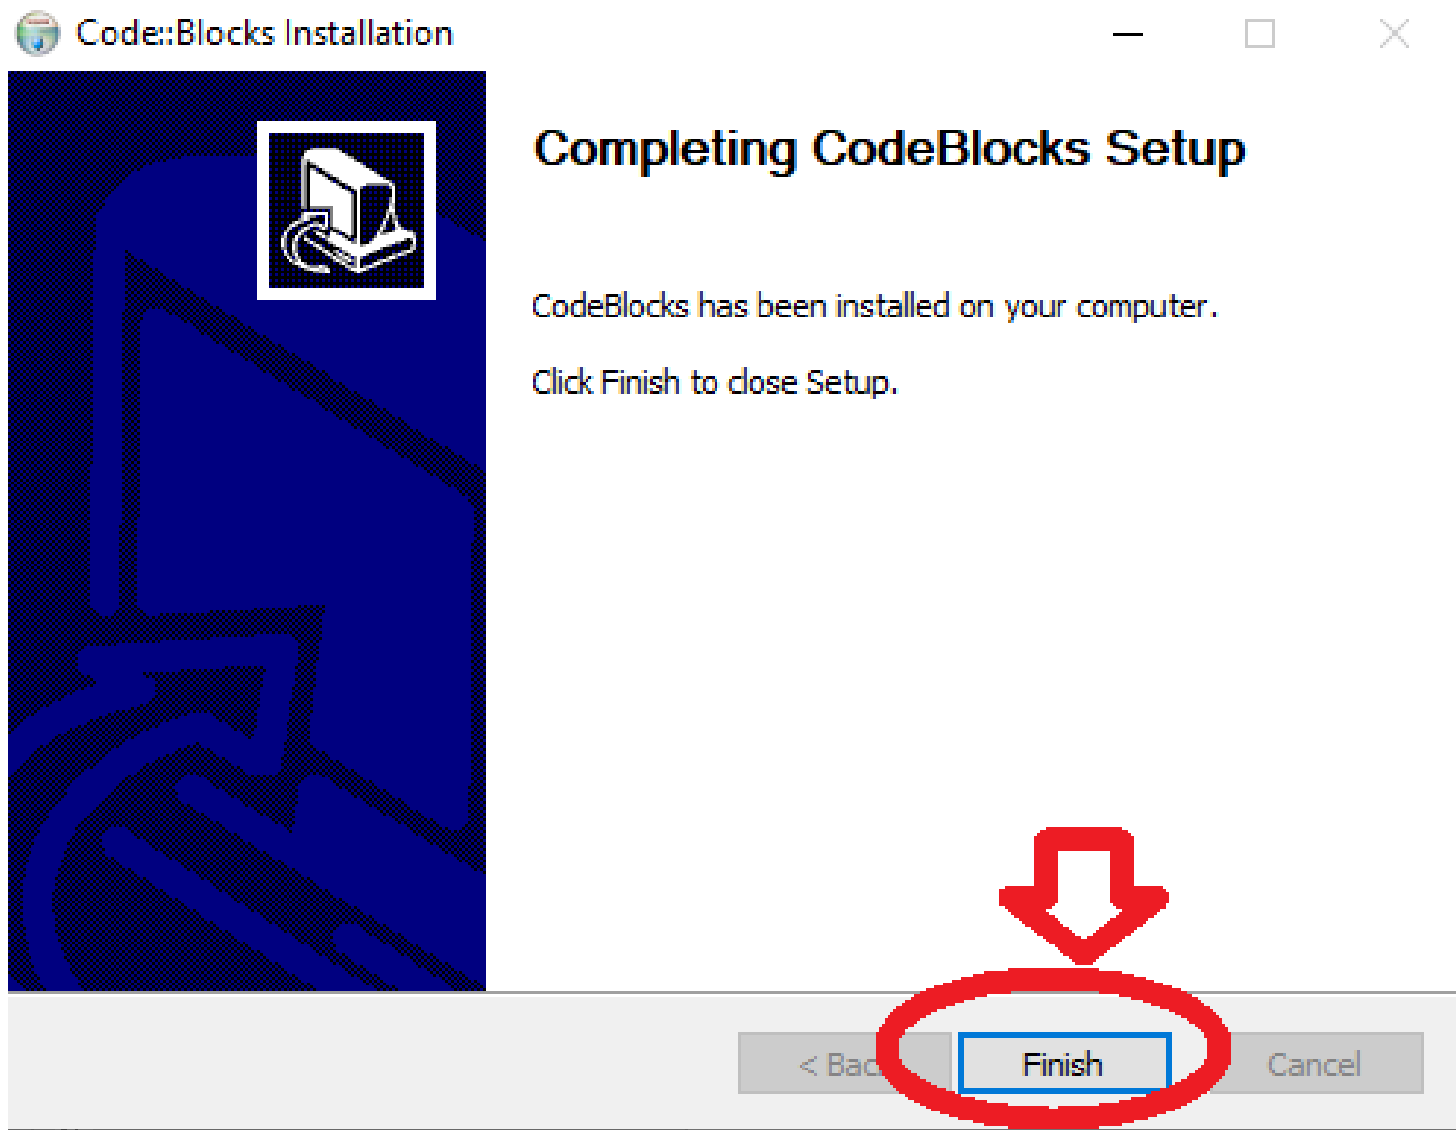 Code::Blocks Installation
Completing CodeBlocks Setup
CodeBlocks has been installed on your computer.
Click Finish to close Setup.
< Bac
Finish
Cancel